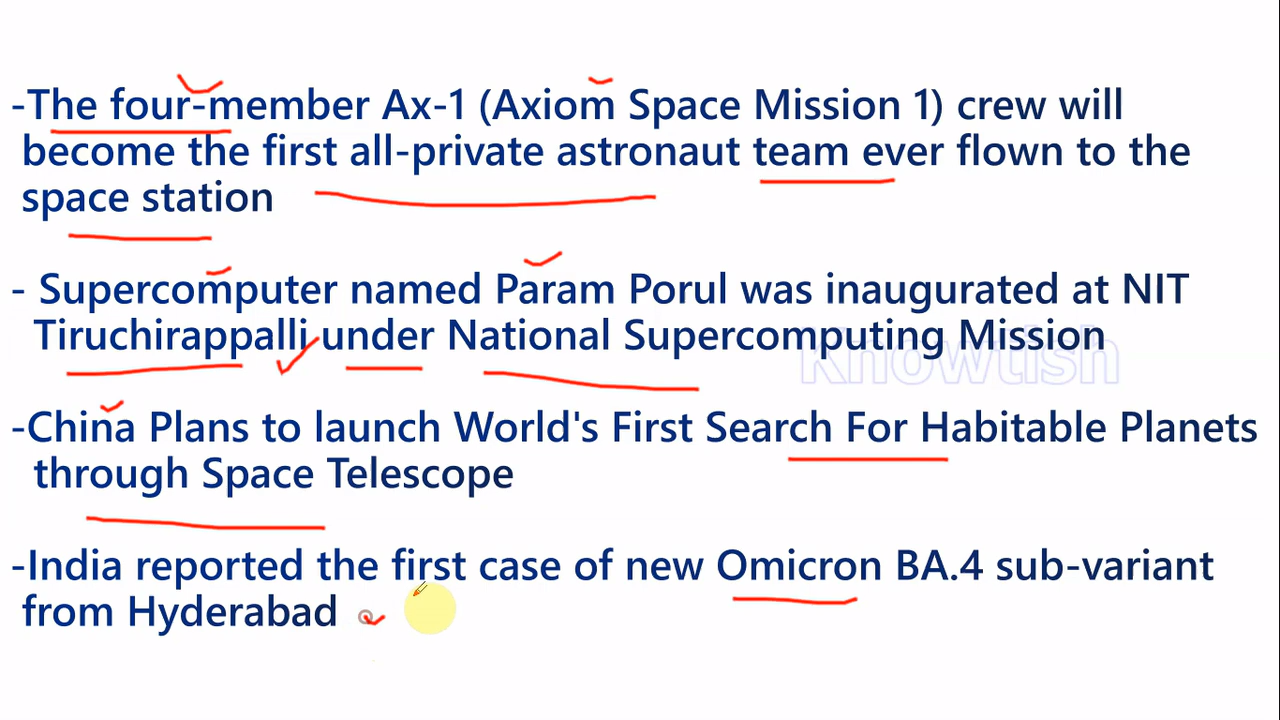 -The four-member Ax-1 (Axiom Space Mission 1) crew will
become the first all-private astronaut team ever flown to the
space station
- Supercomputer named Param Porul was inaugurated at NIT
Tiruchirappalli under National Supercomputing Mission
Knowtish
-China Plans to launch World's First Search For Habitable Planets
through Space Telescope
-India reported the first case of new Omicron BA.4 sub-variant
from Hyderabad